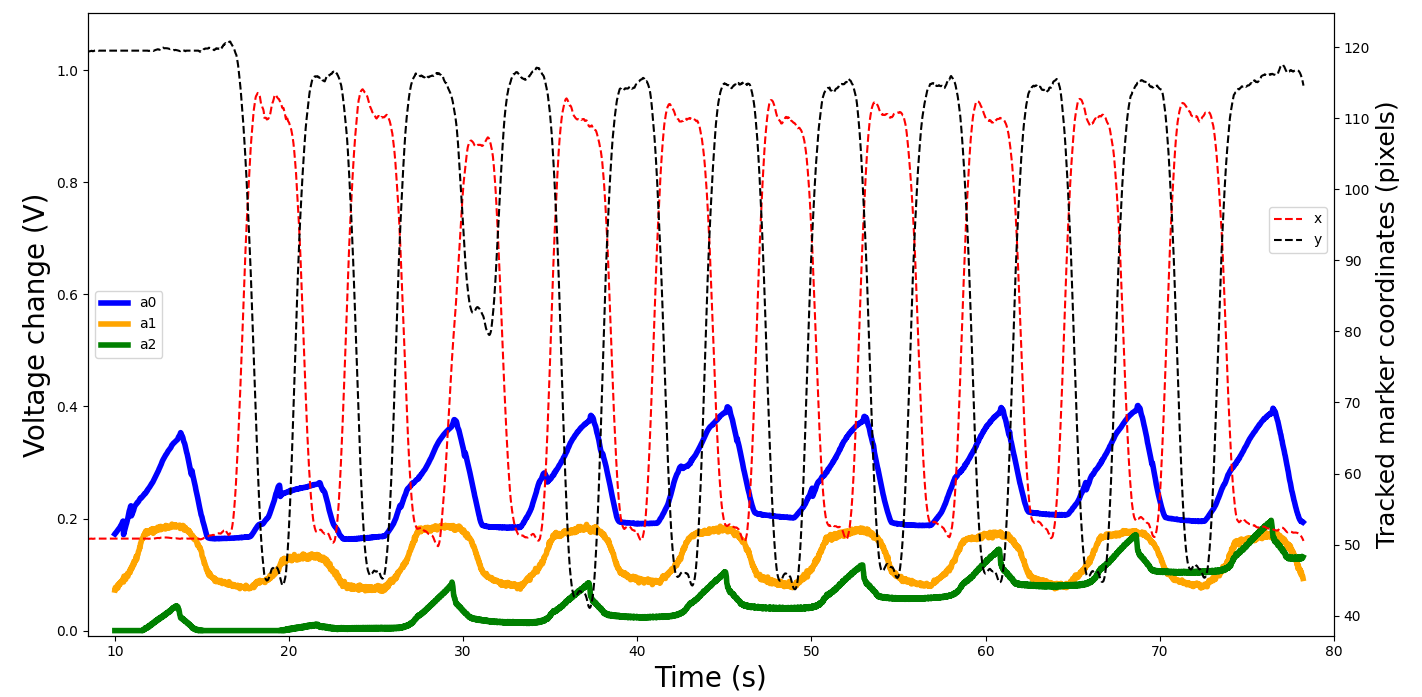 Voltage change (V)
1.0
0.8
0.6
0.4
0.2
0.0
a0
a1
a2
x
y
120
110
100
90
80
70
60
50
40
Tracked marker coordinates (pixels)
10 20 30 40 50 60 70 80
Time (s)